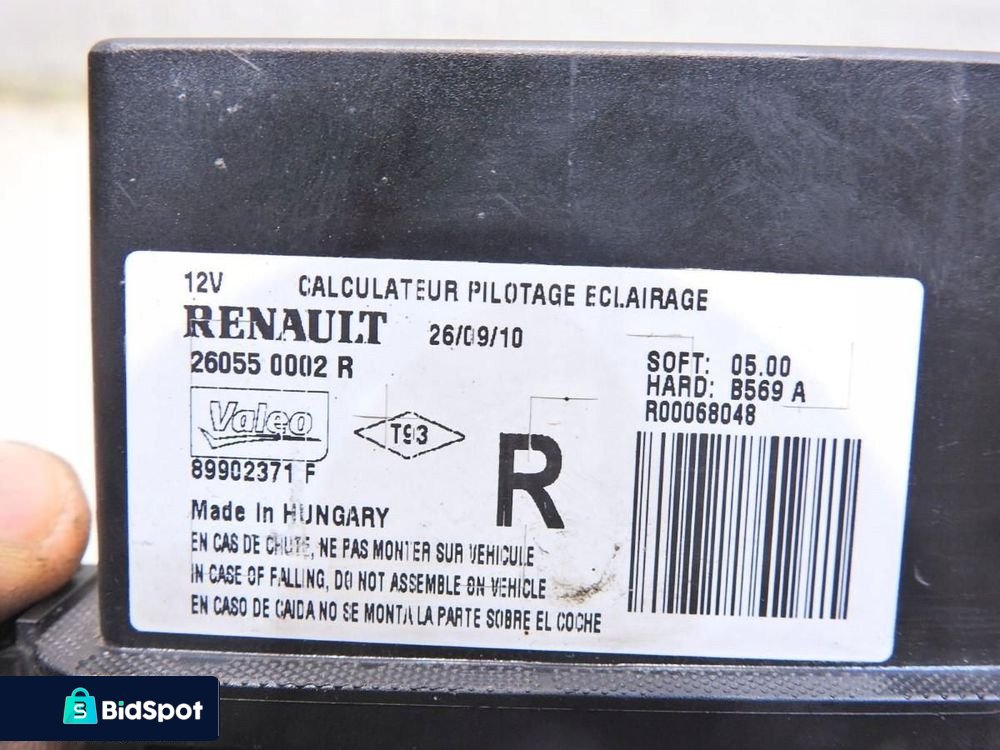 12V CALCULATEUR PILOTAGE ECLAIRAGE
RENAULT 26/09/10
26055 0002 R
SOFT: 05.00
HARD: B569 A
R00068048
Valeo
T93
R
89902371 F
Made In HUNGARY
EN CAS DE CHUTE, NE PAS MONTER SUR VEHICULE
IN CASE OF FALLING, DO NOT ASSEMBLE ON VEHICLE
EN CASO DE CAIDA NO SE MONTA LA PARTE SOBRE EL COCHE
BidSpot